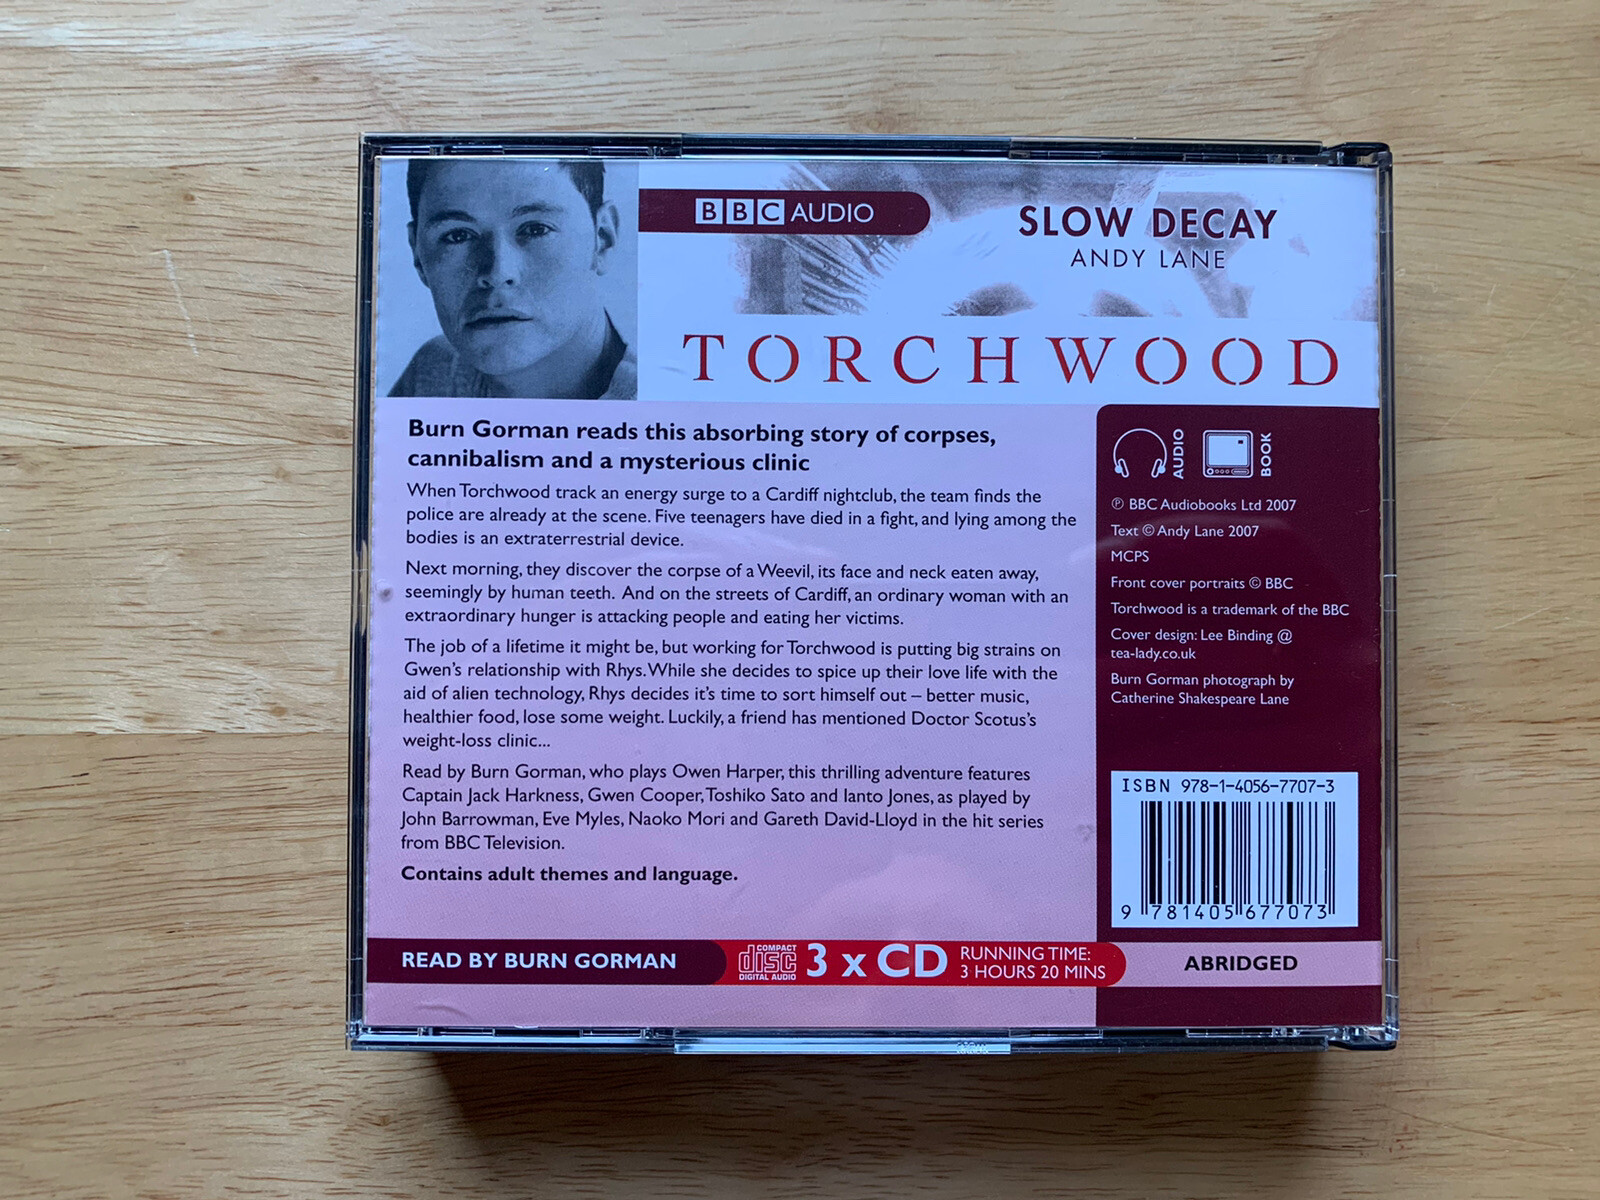 BBC AUDIO
SLOW DECAY
ANDY LANE
TORCHWOOD
Burn Gorman reads this absorbing story of corpses,
cannibalism and a mysterious clinic
When Torchwood track an energy surge to a Cardiff nightclub, the team finds the
police are already at the scene. Five teenagers have died in a fight, and lying among the
bodies is an extraterrestrial device.
Next morning, they discover the corpse of a Weevil, its face and neck eaten away,
seemingly by human teeth. And on the streets of Cardiff, an ordinary woman with an
extraordinary hunger is attacking people and eating her victims.
The job of a lifetime it might be, but working for Torchwood is putting big strains on
Gwen's relationship with Rhys. While she decides to spice up their love life with the
aid of alien technology, Rhys decides it's time to sort himself out – better music,
healthier food, lose some weight. Luckily, a friend has mentioned Doctor Scotus's
weight-loss clinic...
Read by Burn Gorman, who plays Owen Harper, this thrilling adventure features
Captain Jack Harkness, Gwen Cooper, Toshiko Sato and Ianto Jones, as played by
John Barrowman, Eve Myles, Naoko Mori and Gareth David-Lloyd in the hit series
from BBC Television.
Contains adult themes and language.
AUDIO
BOOK
℗ BBC Audiobooks Ltd 2007
Text © Andy Lane 2007
MCPS
Front cover portraits © BBC
Torchwood is a trademark of the BBC
Cover design: Lee Binding @
tea-lady.co.uk
Burn Gorman photograph by
Catherine Shakespeare Lane
ISBN 978-1-4056-7707-3
9 781405 677073
READ BY BURN GORMAN
COMPACT
disc
DIGITAL AUDIO
3 x CD
RUNNING TIME:
3 HOURS 20 MINS
ABRIDGED